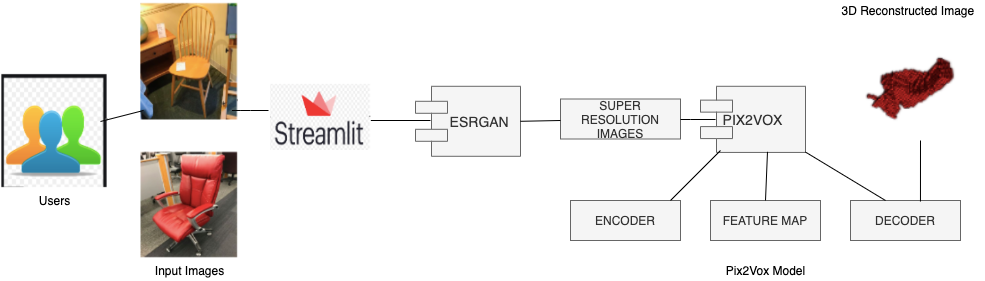 3D Reconstructed Image
Streamlit
ESRGAN
SUPER
RESOLUTION
IMAGES
PIX2VOX
Users
ENCODER
FEATURE MAP
DECODER
Input Images
Pix2Vox Model